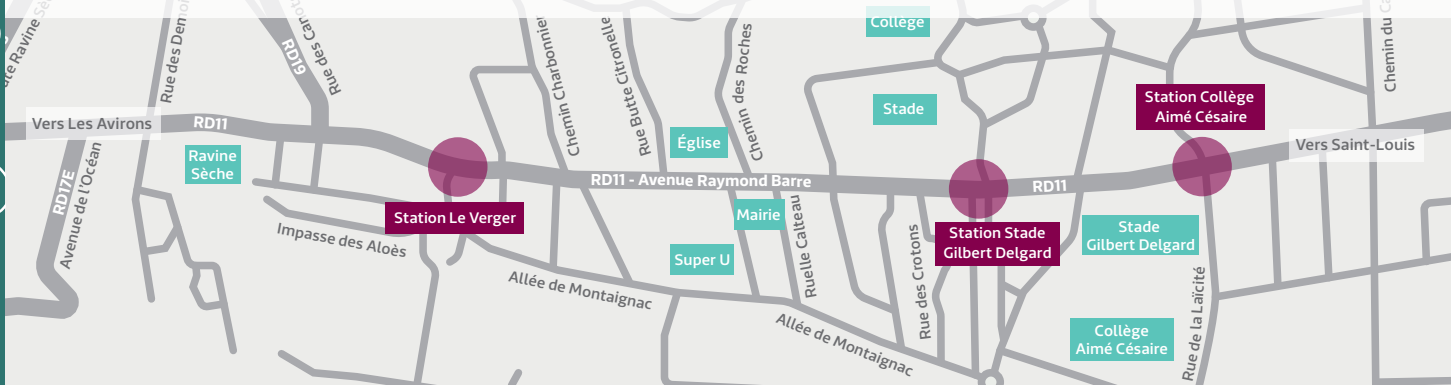 Collège
Rue des Demoi
RD19
Rue des Canot
Chemin Charbonnier
Rue Butte Citronelle
Chemin des Roches
Chemin du Ca
Stade
Station Collège
Aimé Césaire
Vers Les Avirons
RD11
Église
Vers Saint-Louis
Ravine
Sèche
RD17E
Avenue de l'Océan
RD11 - Avenue Raymond Barre
RD11
Station Le Verger
Mairie
Impasse des Aloès
Super U
Ruelle Calteau
Rue des Crotons
Station Stade
Gilbert Delgard
Stade
Gilbert Delgard
Allée de Montaignac
Allée de Montaignac
Collège
Aimé Césaire
Rue de la Laïcité